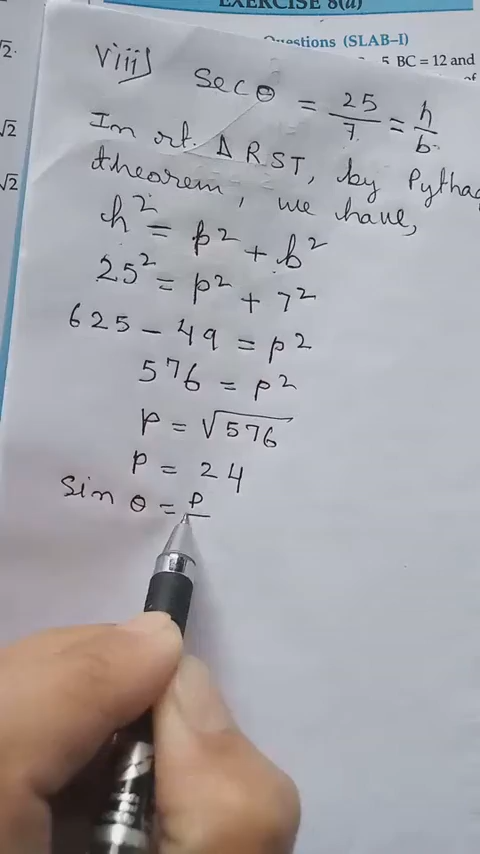 EXERCISE 8(a)
Questions (SLAB-I)
5 BC = 12 and
of
√2.
√2
√2
viii) Sec θ = 25/7 = h/b
In rt. Δ RST, by Pythag
theorem, we have,
h² = p² + b²
25² = p² + 7²
625 - 49 = p²
576 = p²
p = √576
p = 24
Sin θ = p